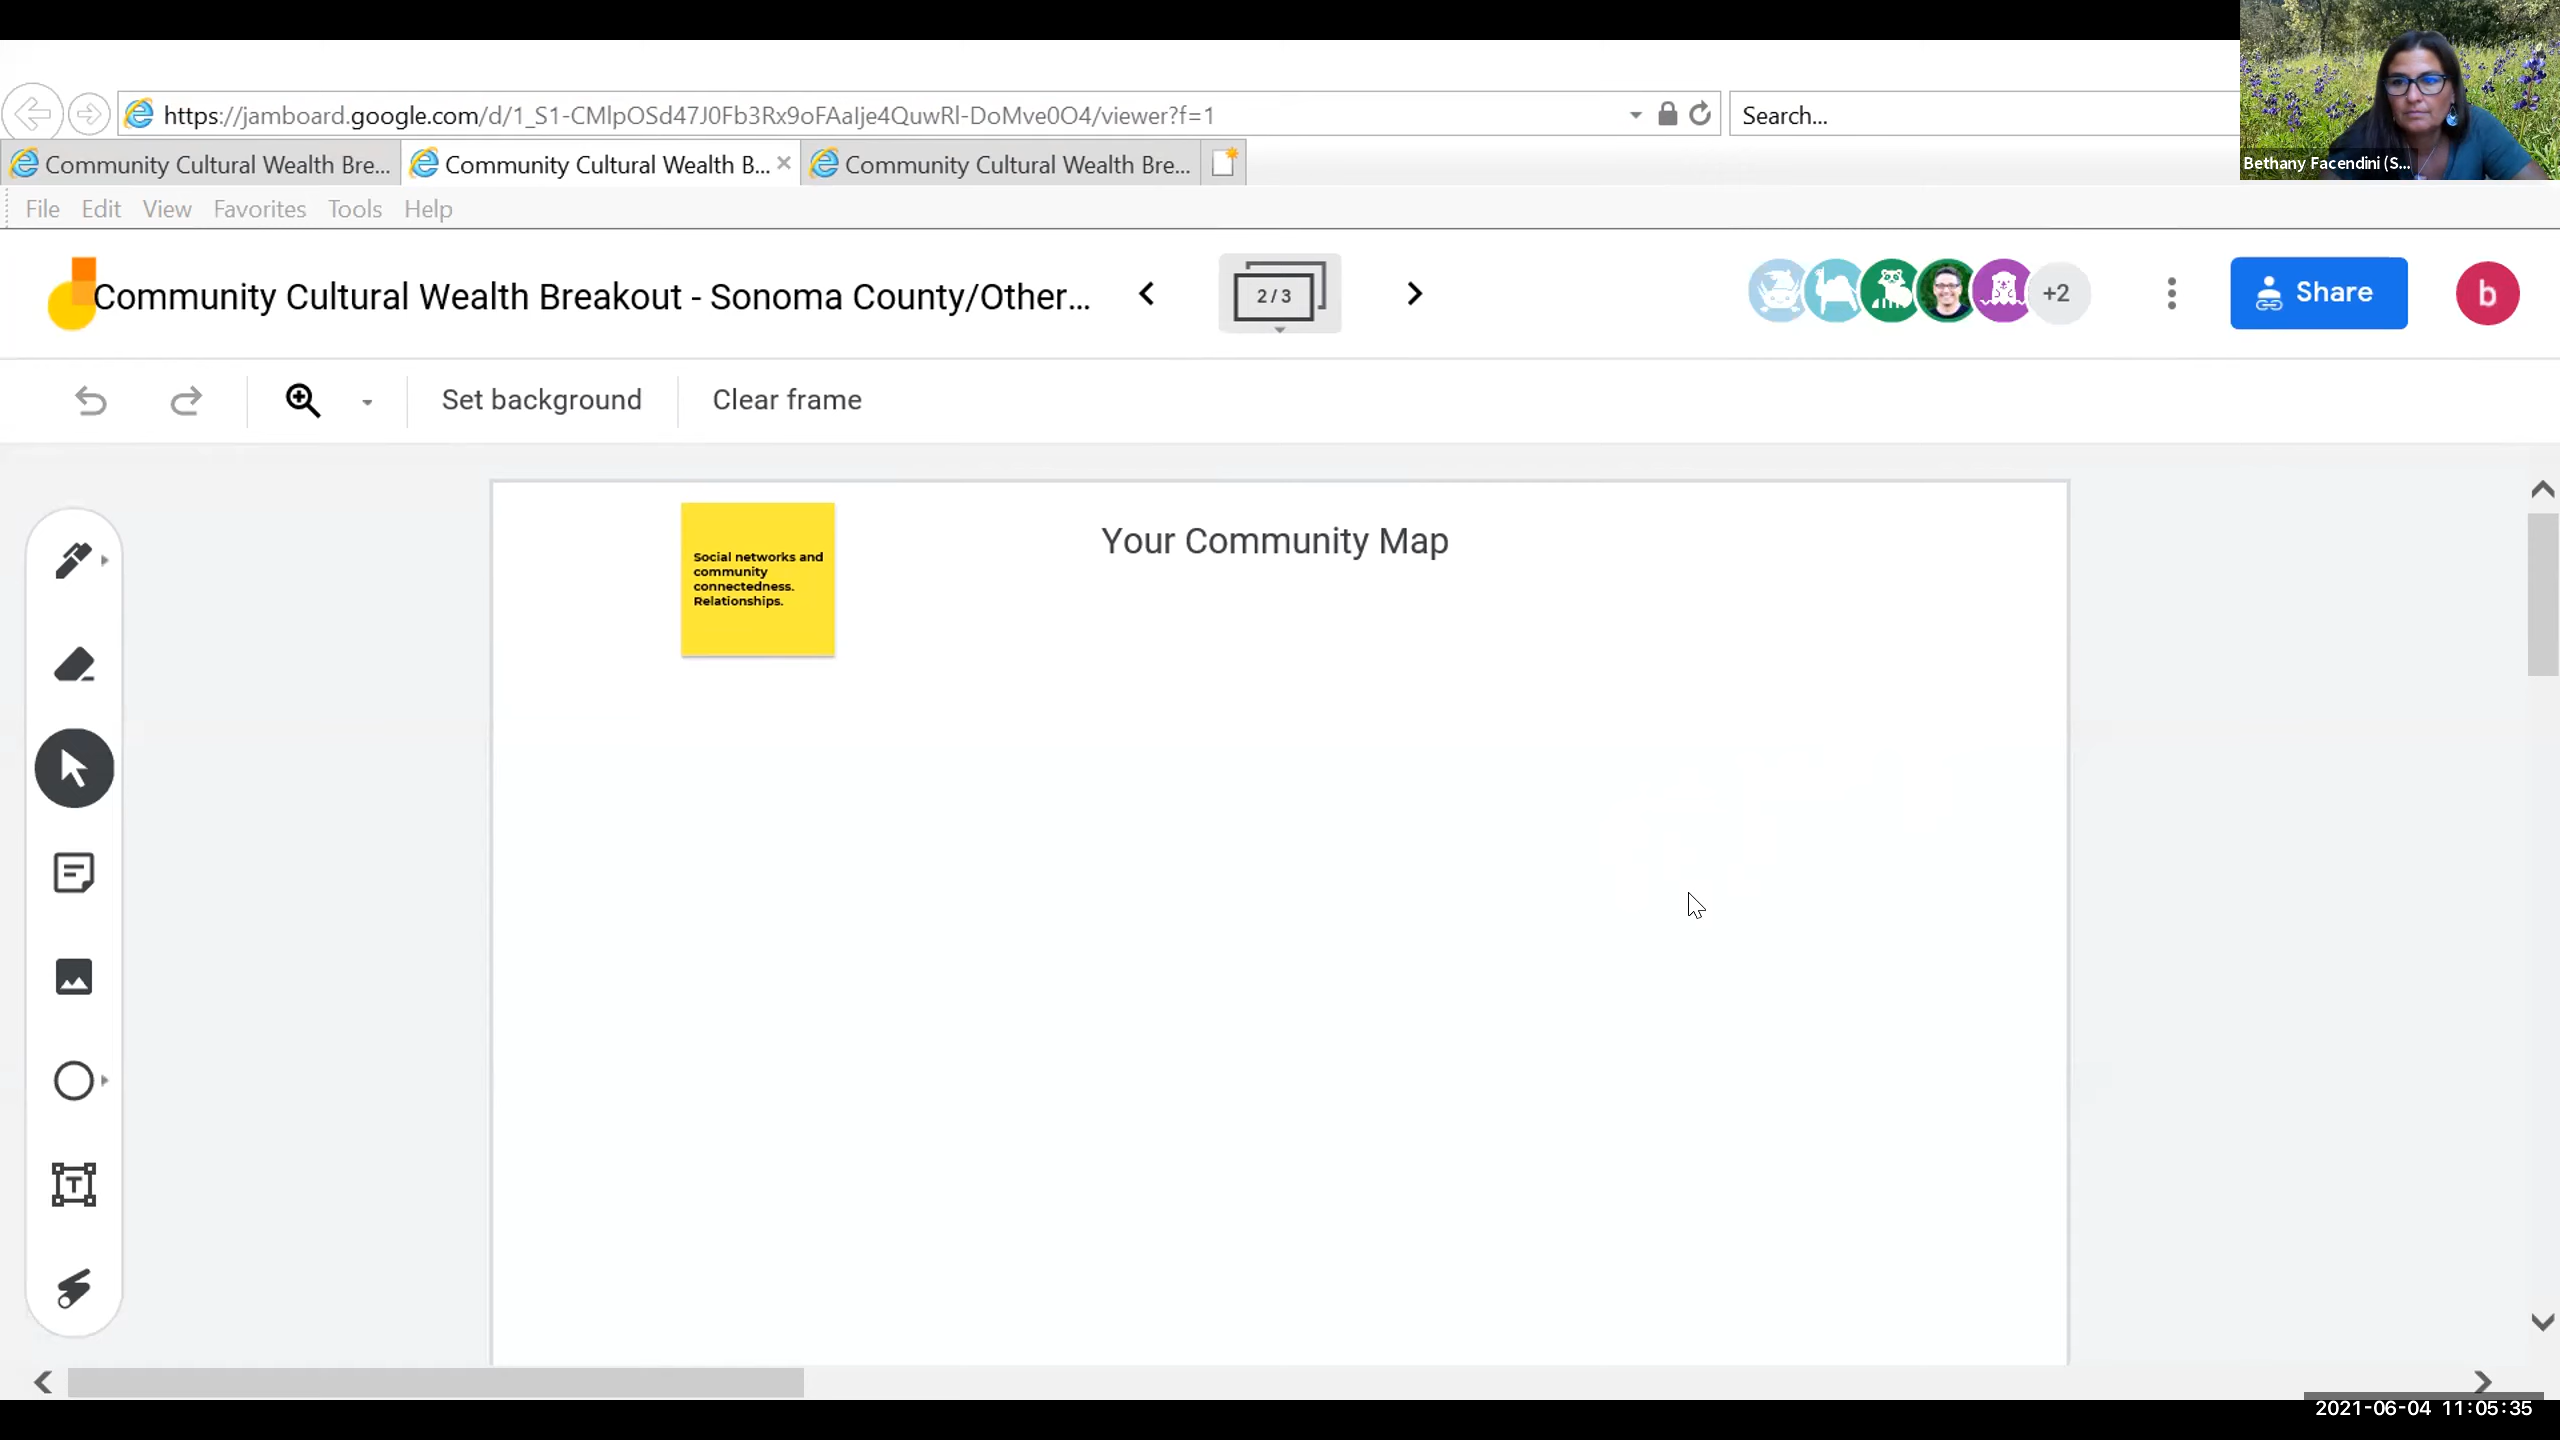 https://jamboard.google.com/d/1_S1-CMlpOSd47J0Fb3Rx9oFAaIje4QuwRl-DoMve0O4/viewer?f=1
Search...
Bethany Facendini (S...
Community Cultural Wealth Bre...
Community Cultural Wealth B...
Community Cultural Wealth Bre...
File Edit View Favorites Tools Help
Community Cultural Wealth Breakout - Sonoma County/Other...
2/3
+2
Share
b
Set background
Clear frame
Your Community Map
Social networks and
community
connectedness.
Relationships.
2021-06-04 11:05:35